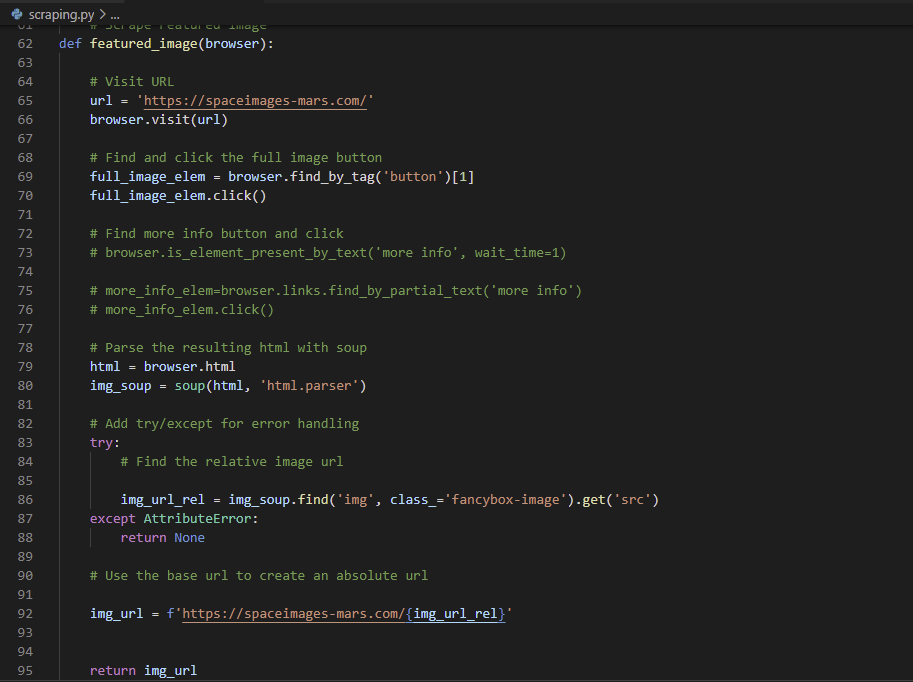 scraping.py > ...
61 # Scrape Featured Image
62 def featured_image(browser):
63
64 # Visit URL
65 url = 'https://spaceimages-mars.com/'
66 browser.visit(url)
67
68 # Find and click the full image button
69 full_image_elem = browser.find_by_tag('button')[1]
70 full_image_elem.click()
71
72 # Find more info button and click
73 # browser.is_element_present_by_text('more info', wait_time=1)
74
75 # more_info_elem=browser.links.find_by_partial_text('more info')
76 # more_info_elem.click()
77
78 # Parse the resulting html with soup
79 html = browser.html
80 img_soup = soup(html, 'html.parser')
81
82 # Add try/except for error handling
83 try:
84 # Find the relative image url
85
86 img_url_rel = img_soup.find('img', class_='fancybox-image').get('src')
87 except AttributeError:
88 return None
89
90 # Use the base url to create an absolute url
91
92 img_url = f'https://spaceimages-mars.com/{img_url_rel}'
93
94
95 return img_url